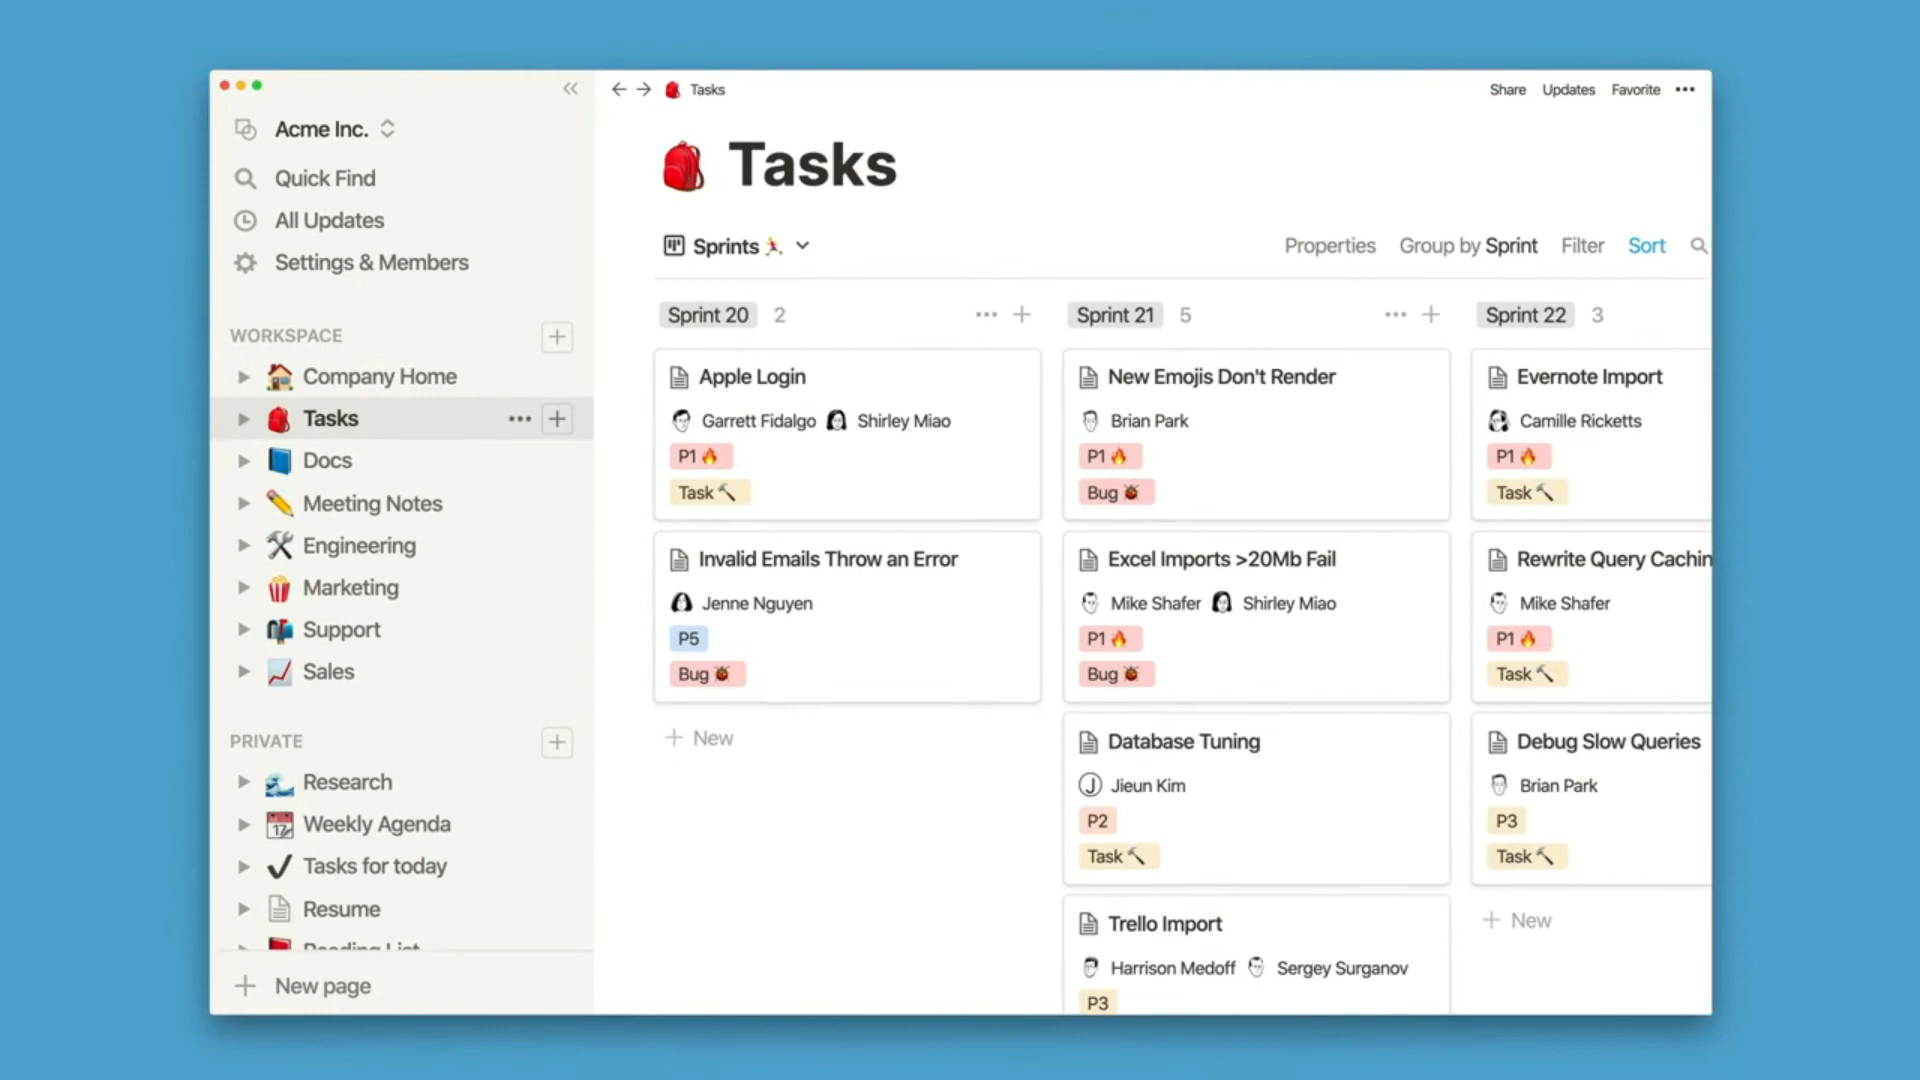 Acme Inc.
Quick Find
All Updates
Settings & Members
WORKSPACE
Company Home
Tasks
Docs
Meeting Notes
Engineering
Marketing
Support
Sales
PRIVATE
Research
17
Weekly Agenda
Tasks for today
Resume
Reading List
New page
Tasks
Share Updates Favorite
Tasks
Sprints
Properties Group by Sprint Filter Sort
Sprint 20 2
Apple Login
Garrett Fidalgo Shirley Miao
P1
Task
Invalid Emails Throw an Error
Jenne Nguyen
P5
Bug
New
Sprint 21 5
New Emojis Don't Render
Brian Park
P1
Bug
Excel Imports >20Mb Fail
Mike Shafer Shirley Miao
P1
Bug
Database Tuning
J Jieun Kim
P2
Task
Trello Import
Harrison Medoff Sergey Surganov
P3
Sprint 22 3
Evernote Import
Camille Ricketts
P1
Task
Rewrite Query Cachin
Mike Shafer
P1
Task
Debug Slow Queries
Brian Park
P3
Task
New